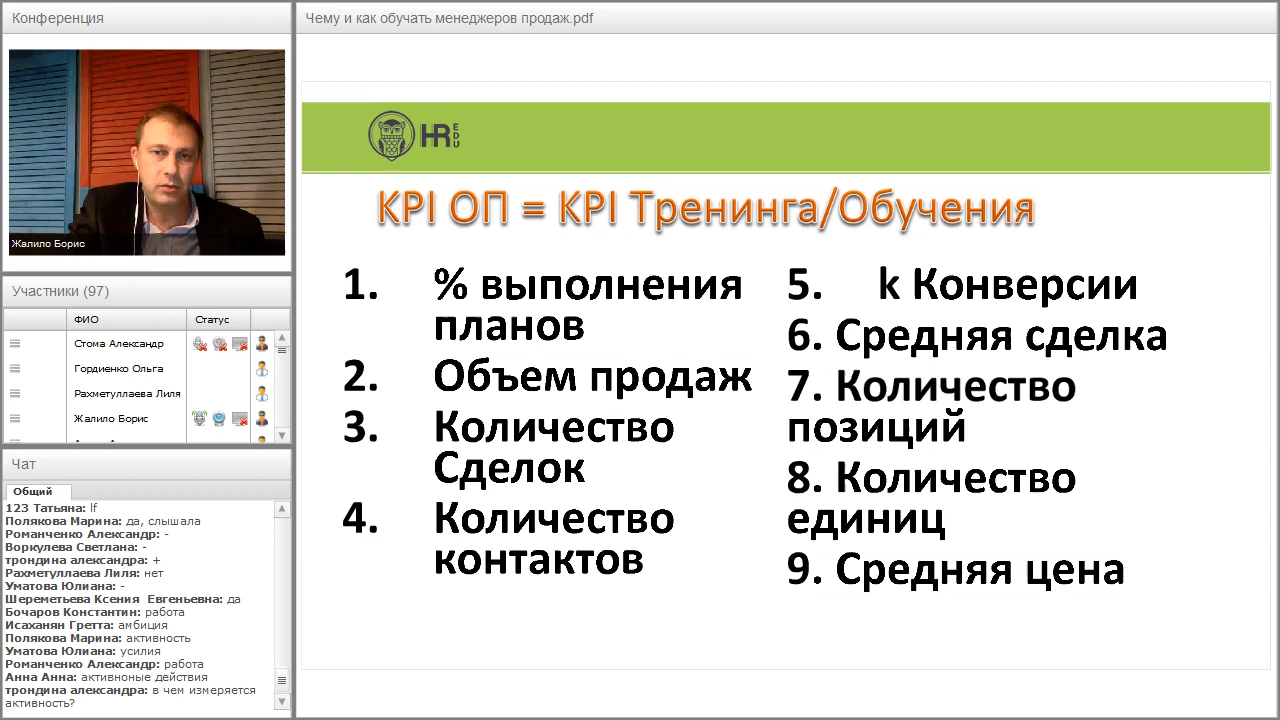 Конференция
Жалило Борис
Участники (97)
ФИО
Статус
Стома Александр
Гордиенко Ольга
Рахметуллаева Лиля
Жалило Борис
Чат
Общий
123 Татьяна: lf
Полякова Марина: да, слышала
Романченко Александр: -
Воркулева Светлана: -
трондина александра: +
Рахметуллаева Лиля: нет
Уматова Юлиана: -
Шереметьева Ксения Евгеньевна: да
Бочаров Константин: работа
Исаханян Гретта: амбиция
Полякова Марина: активность
Уматова Юлиана: усилия
Романченко Александр: работа
Анна Анна: активноные действия
трондина александра: в чем измеряется
активность?
Чему и как обучать менеджеров продаж.pdf
HR EDU
KPI ОП = KPI Тренинга/Обучения
1. % выполнения
планов
2. Объем продаж
3. Количество
Сделок
4. Количество
контактов
5. k Конверсии
6. Средняя сделка
7. Количество
позиций
8. Количество
единиц
9. Средняя цена